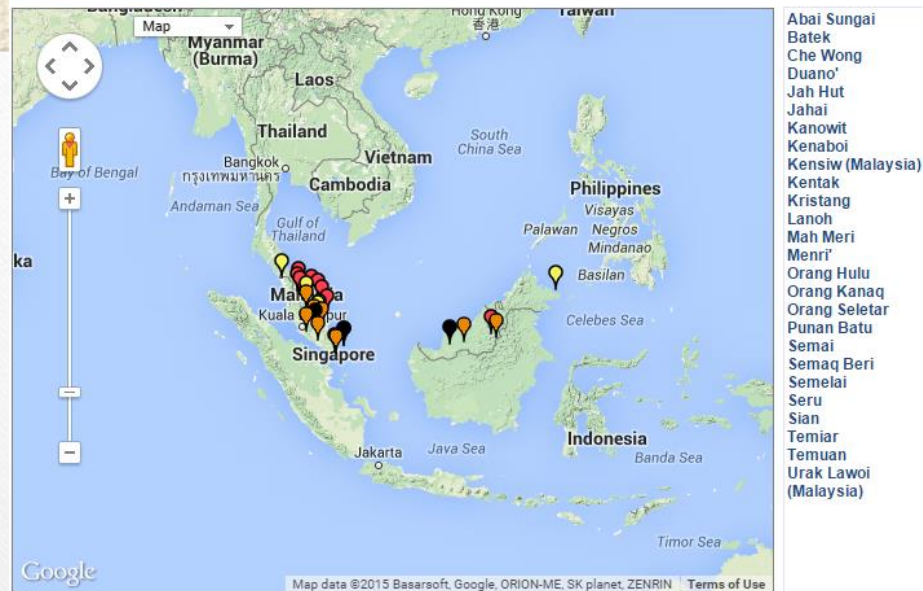 Bangladesh
Hong Kong
香港
Taiwan
Map
Myanmar
(Burma)
Laos
Thailand
South
China Sea
Bay of Bengal
Bangkok
กรุงเทพมหานคร
Vietnam
Cambodia
Philippines
Andaman Sea
Gulf of
Thailand
Visayas
Palawan
Negros
Mindanao
ka
Basilan
Kuala
Celebes Sea
Singapore
Indonesia
Jakarta
Java Sea
Banda Sea
Timor Sea
Google
Map data ©2015 Basarsoft, Google, ORION-ME, SK planet, ZENRIN
Terms of Use
Abai Sungai
Batek
Che Wong
Duano'
Jah Hut
Jahai
Kanowit
Kenaboi
Kensiw (Malaysia)
Kentak
Kristang
Lanoh
Mah Meri
Menri'
Orang Hulu
Orang Kanaq
Orang Seletar
Punan Batu
Semai
Semaq Beri
Semelai
Seru
Sian
Temiar
Temuan
Urak Lawoi
(Malaysia)